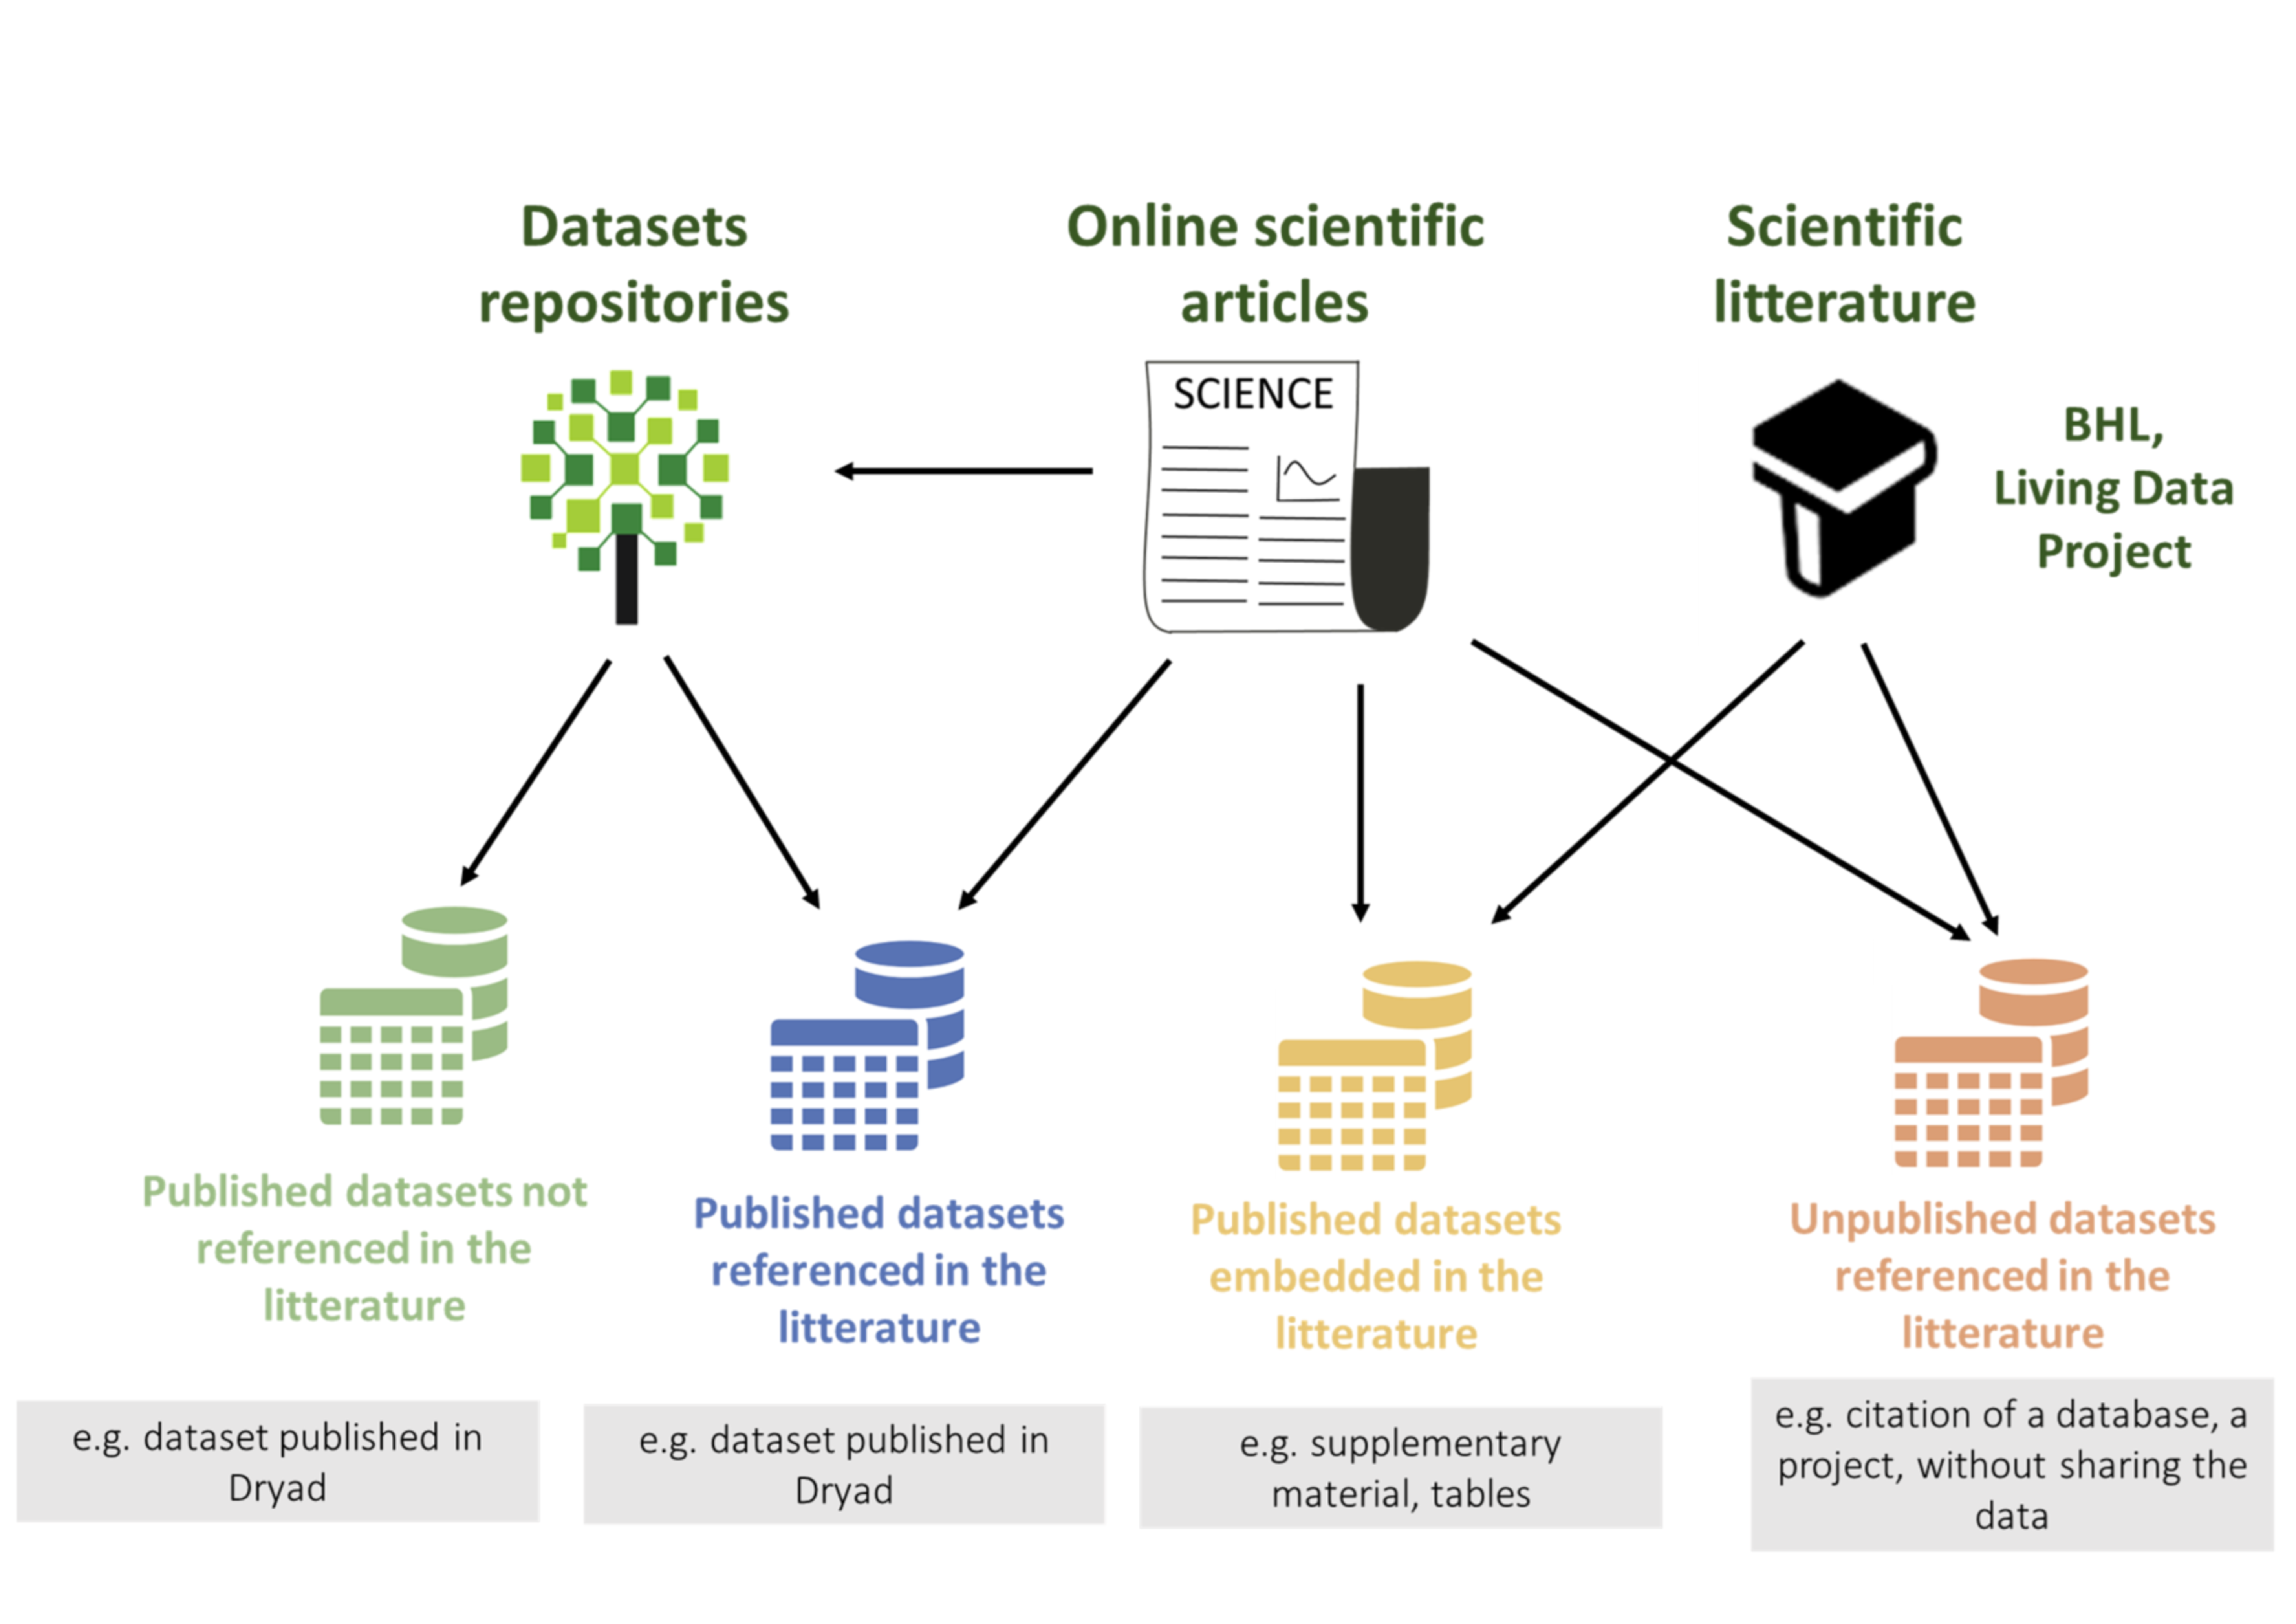 Datasets
repositories
Online scientific
articles
Scientific
litterature
SCIENCE
BHL,
Living Data
Project
Published datasets not
referenced in the
litterature
Published datasets
referenced in the
litterature
Published datasets
embedded in the
litterature
Unpublished datasets
referenced in the
litterature
e.g. dataset published in
Dryad
e.g. dataset published in
Dryad
e.g. supplementary
material, tables
e.g. citation of a database, a
project, without sharing the
data